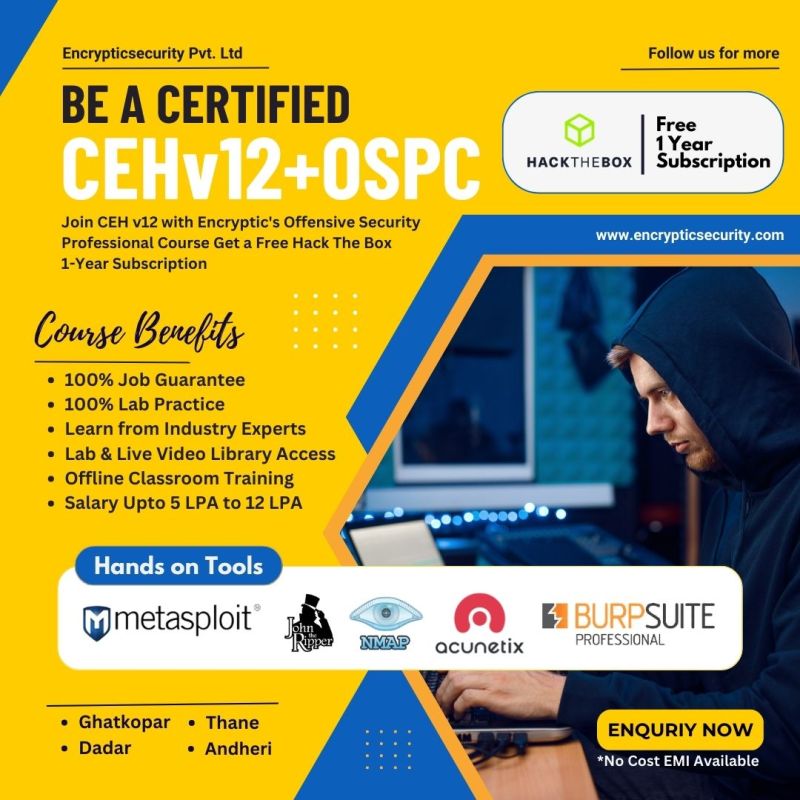 Encrypticsecurity Pvt. Ltd
Follow us for more
BE A CERTIFIED
CEHv12+OSPC
HACKTHEBOX
Free
1 Year
Subscription
Join CEH v12 with Encryptic's Offensive Security
Professional Course Get a Free Hack The Box
1-Year Subscription
www.encrypticsecurity.com
Course Benefits
• 100% Job Guarantee
• 100% Lab Practice
• Learn from Industry Experts
• Lab & Live Video Library Access
• Offline Classroom Training
• Salary Upto 5 LPA to 12 LPA
Hands on Tools
metasploit®
John
the
Ripper
NMAP
acunetix
BURPSUITE
PROFESSIONAL
• Ghatkopar
• Dadar
• Thane
• Andheri
ENQURIY NOW
*No Cost EMI Available